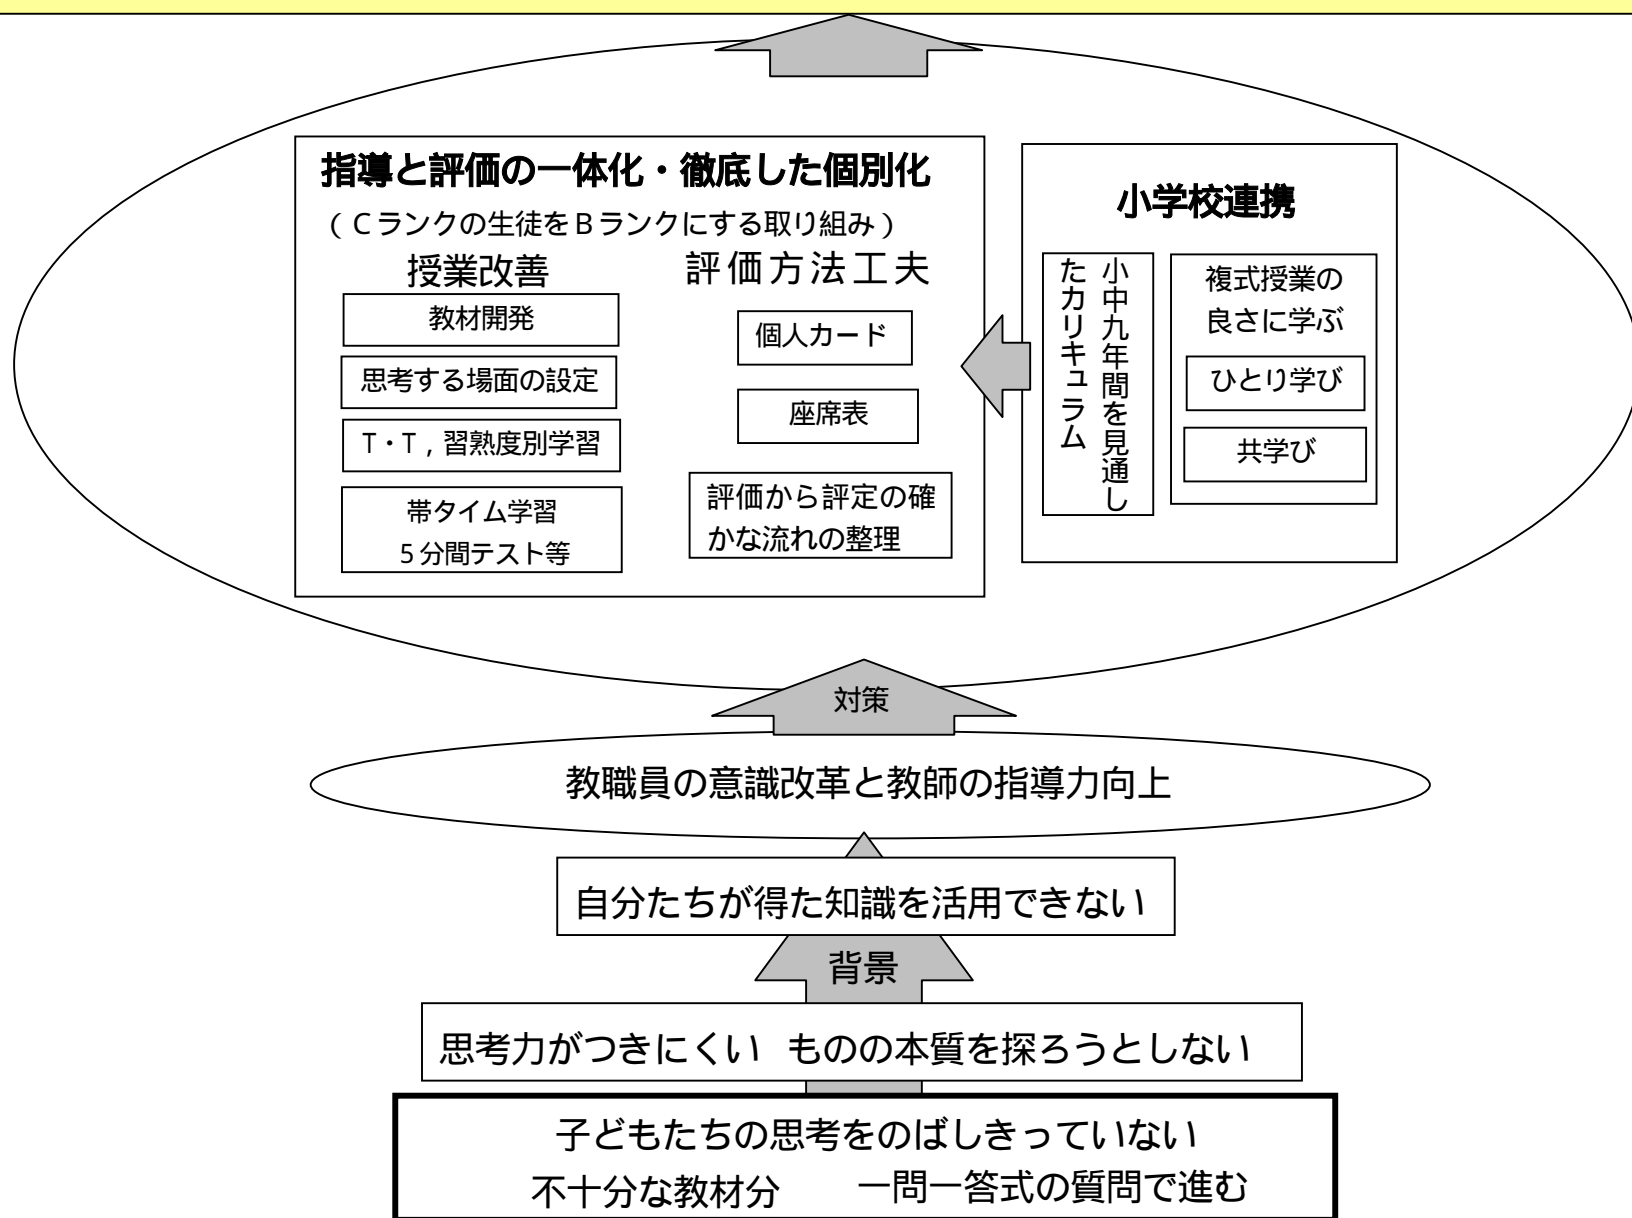 指導と評価の一体化・徹底した個別化
（Ｃランクの生徒をＢランクにする取り組み）
授業改善
教材開発
思考する場面の設定
T・T，習熟度別学習
帯タイム学習
5分間テスト等
評価方法工夫
個人カード
座席表
評価から評定の確
かな流れの整理
小学校連携
小中九年間を見通し
たカリキュラム
複式授業の
良さに学ぶ
ひとり学び
共学び
対策
教職員の意識改革と教師の指導力向上
自分たちが得た知識を活用できない
背景
思考力がつきにくい ものの本質を探ろうとしない
子どもたちの思考をのばしきっていない
不十分な教材分 一問一答式の質問で進む